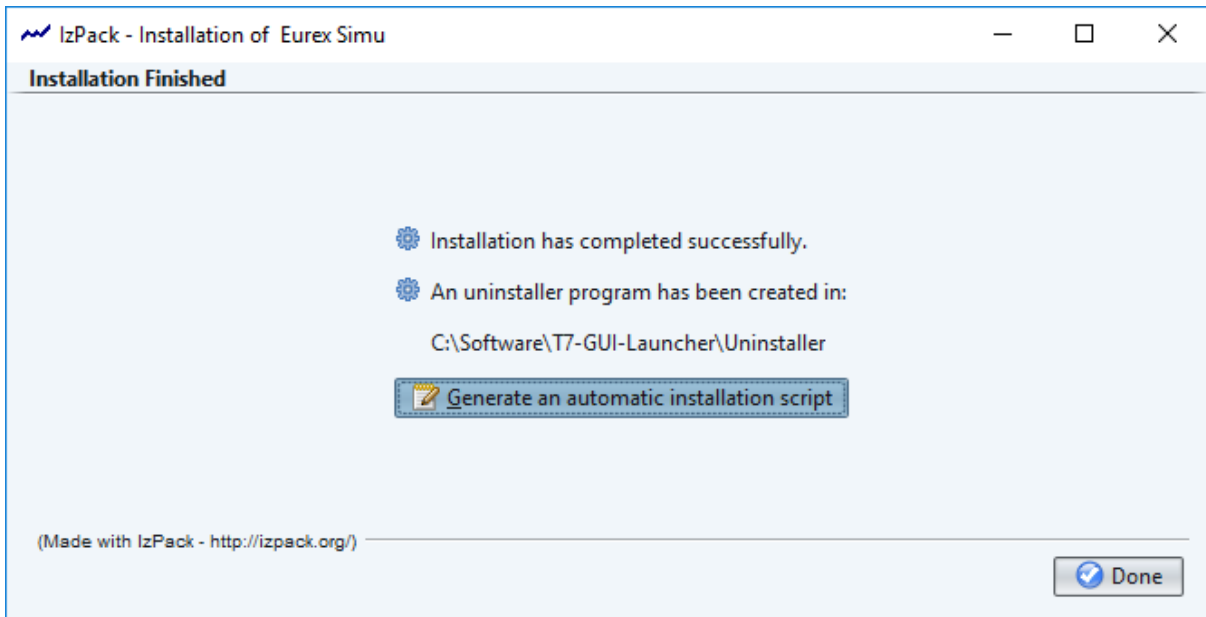 IzPack - Installation of Eurex Simu
Installation Finished
Installation has completed successfully.
An uninstaller program has been created in:
C:\Software\T7-GUI-Launcher\Uninstaller
Generate an automatic installation script
(Made with IzPack - http://izpack.org/)
Done